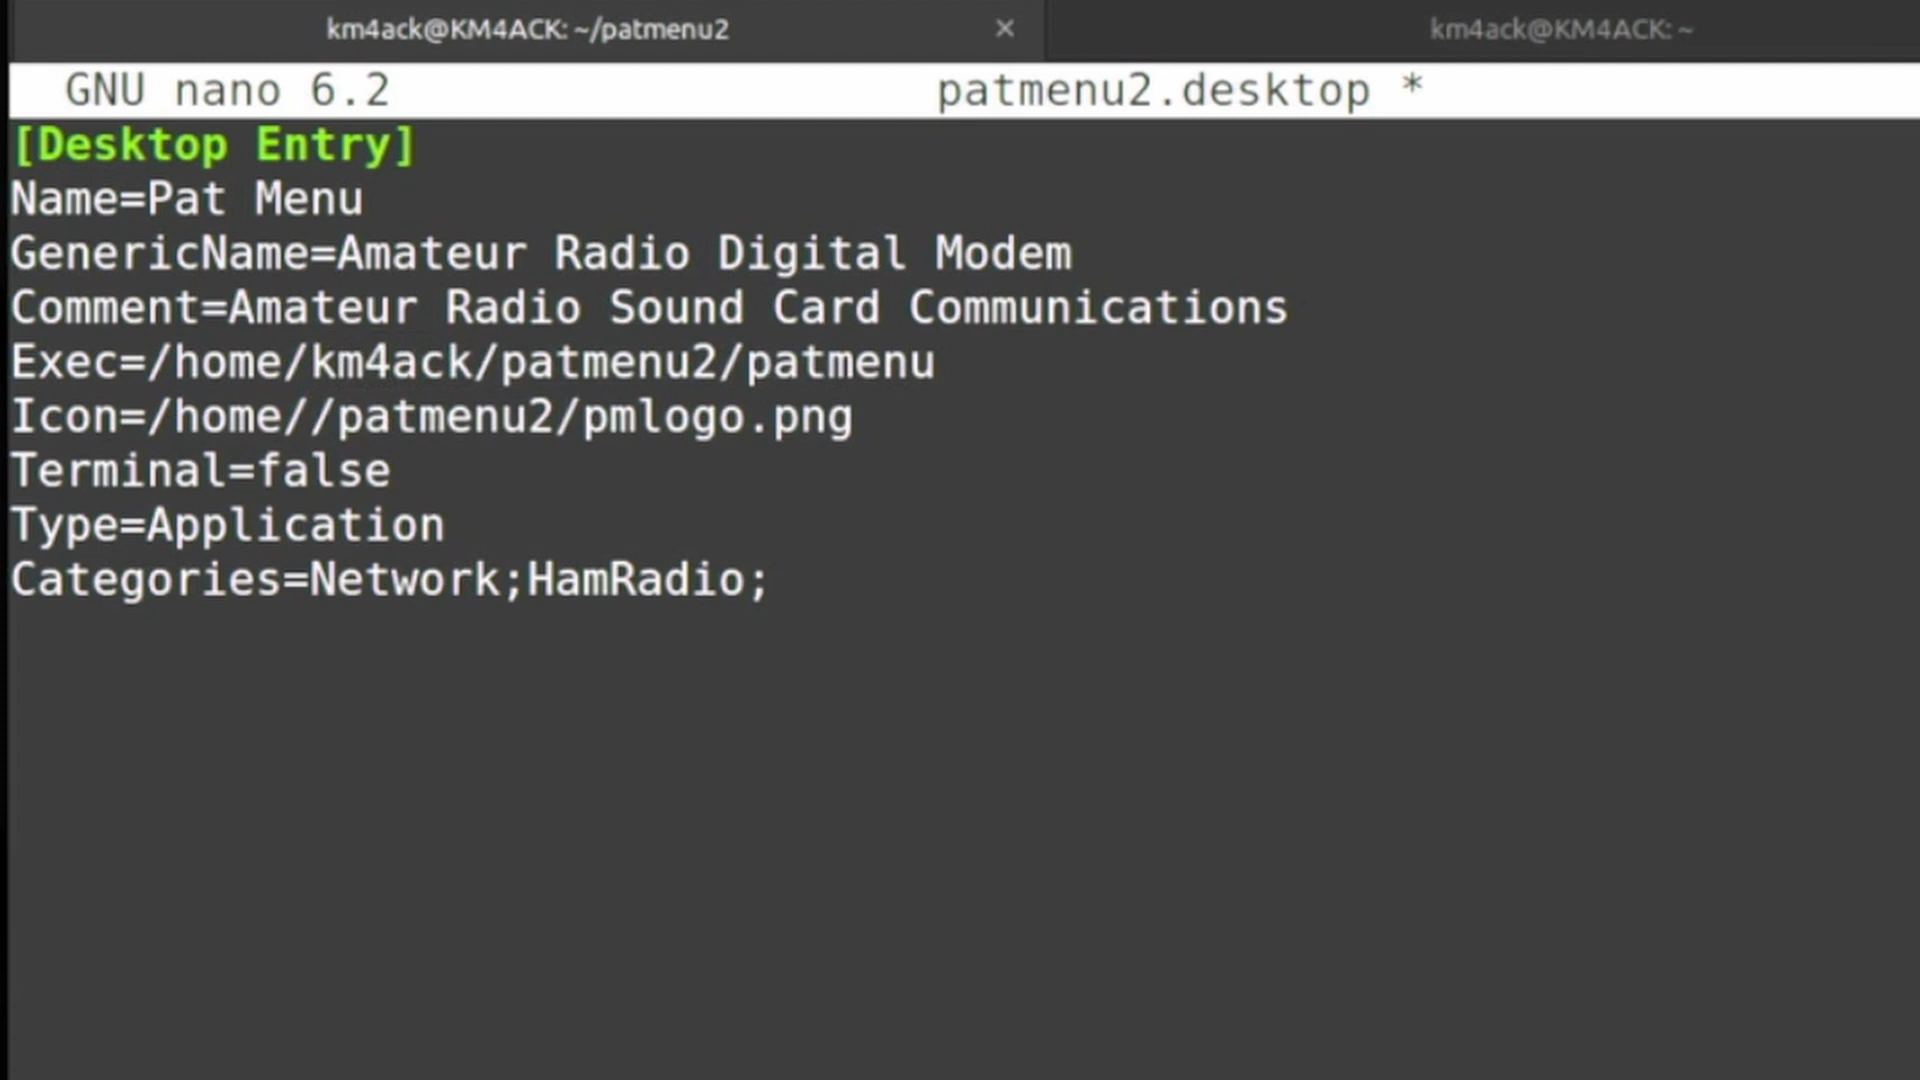 km4ack@KM4ACK: ~/patmenu2 × km4ack@KM4ACK: ~
GNU nano 6.2 patmenu2.desktop *
[Desktop Entry]
Name=Pat Menu
GenericName=Amateur Radio Digital Modem
Comment=Amateur Radio Sound Card Communications
Exec=/home/km4ack/patmenu2/patmenu
Icon=/home//patmenu2/pmlogo.png
Terminal=false
Type=Application
Categories=Network;HamRadio;